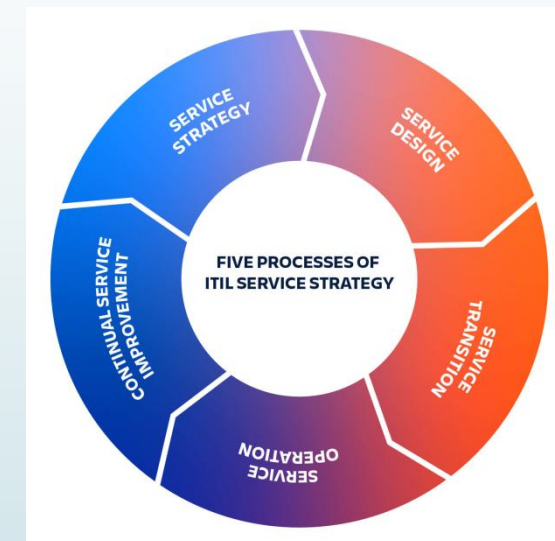 SERVICE
STRATEGY
SERVICE
DESIGN
FIVE PROCESSES OF
ITIL SERVICE STRATEGY
SERVICE
TRANSITION
SERVICE
OPERATION
CONTINUAL SERVICE
IMPROVEMENT